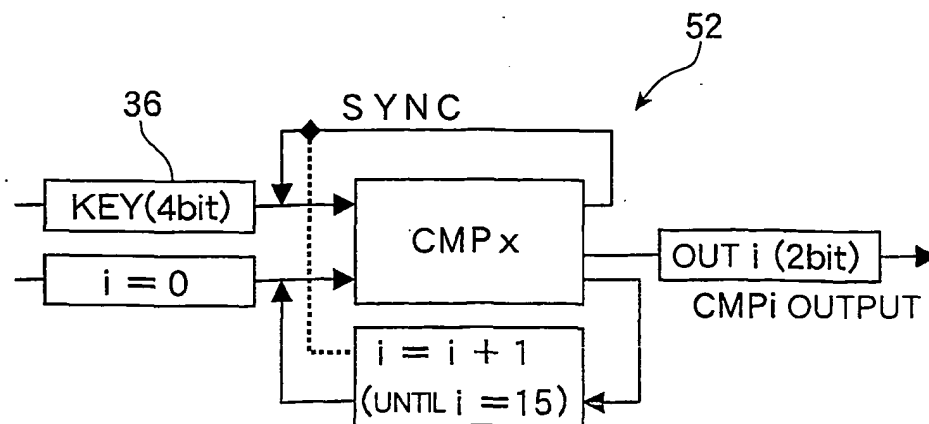 52
36
SYNC
KEY(4bit)
CMPx
i=0
OUT i (2bit)
CMPi OUTPUT
i = i + 1
(UNTIL i =15)